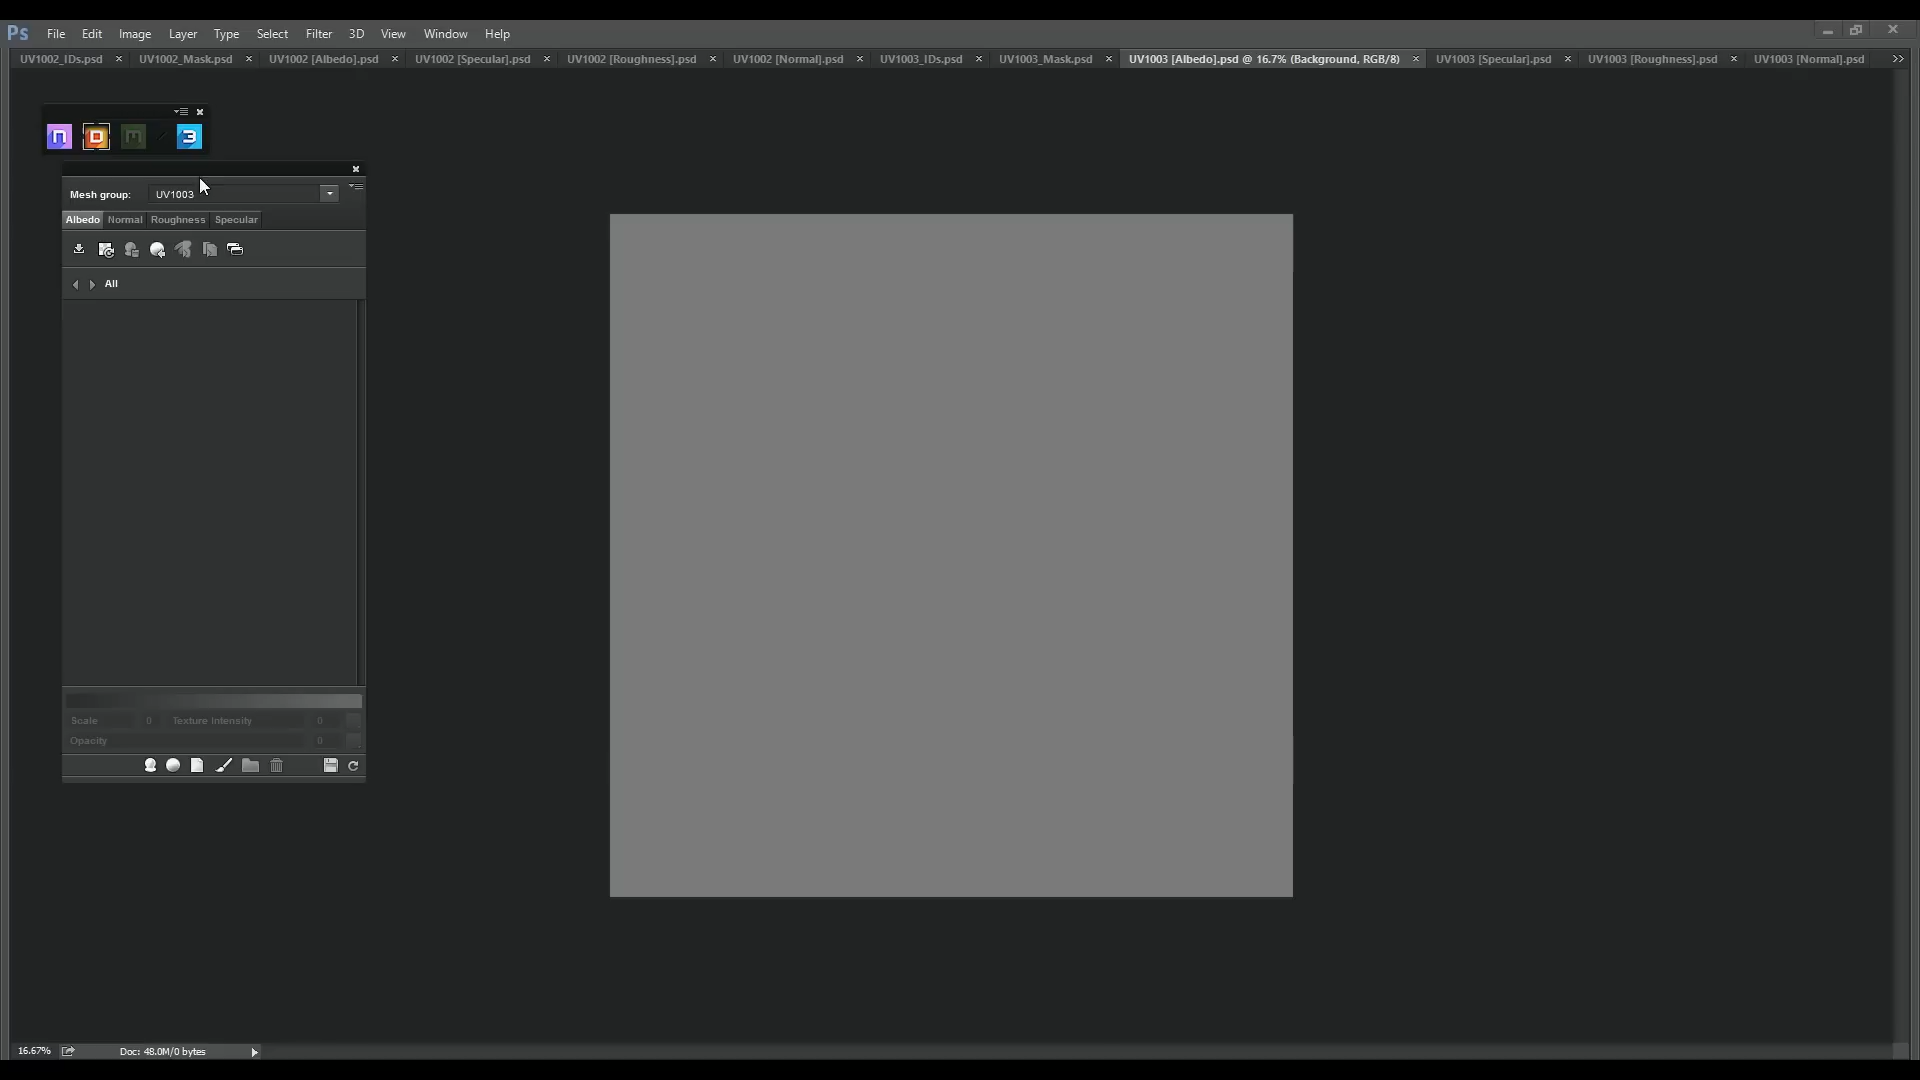 Ps File Edit Image Layer Type Select Filter 3D View Window Help
UV1002_IDs.psd UV1002_Mask.psd UV1002 [Albedo].psd UV1002 [Specular].psd UV1002 [Roughness].psd UV1002 [Normal].psd UV1003_IDs.psd UV1003_Mask.psd UV1003 [Albedo].psd @ 16.7% (Background, RGB/8) UV1003 [Specular].psd UV1003 [Roughness].psd UV1003 [Normal].psd
n D M 3
Mesh group: UV1003
Albedo Normal Roughness Specular
All
Scale 0 Texture Intensity 0
Opacity 0
16.67% Doc: 48.0M/0 bytes